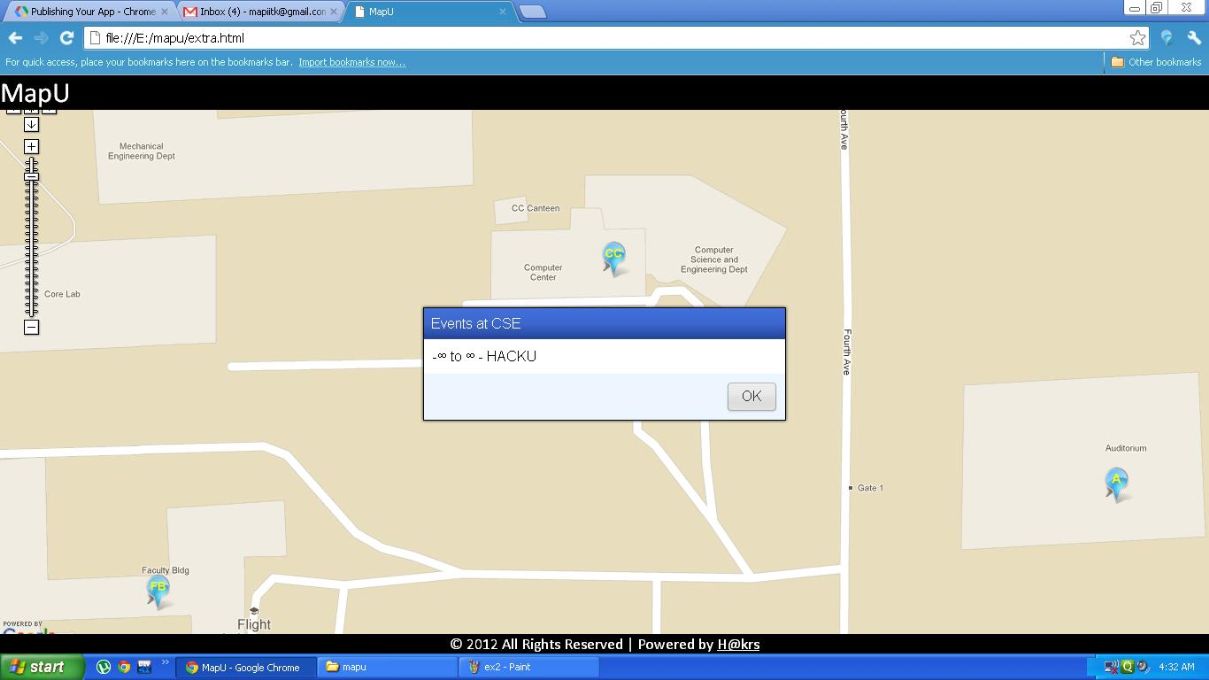 Publishing Your App - Chrome
Inbox (4) - mapiitk@gmail.con
MapU
file:///E:/mapu/extra.html
For quick access, place your bookmarks here on the bookmarks bar. Import bookmarks now...
Other bookmarks
MapU
Mechanical
Engineering Dept
Fourth Ave
CC Canteen
CC
Computer
Center
Computer
Science and
Engineering Dept
Core Lab
Events at CSE
-∞ to ∞ - HACKU
OK
Fourth Ave
Auditorium
A
Gate 1
Faculty Bldg
FB
Flight
POWERED BY
Google
© 2012 All Rights Reserved | Powered by H@krs
start
MapU - Google Chrome
mapu
ex2 - Paint
4:32 AM